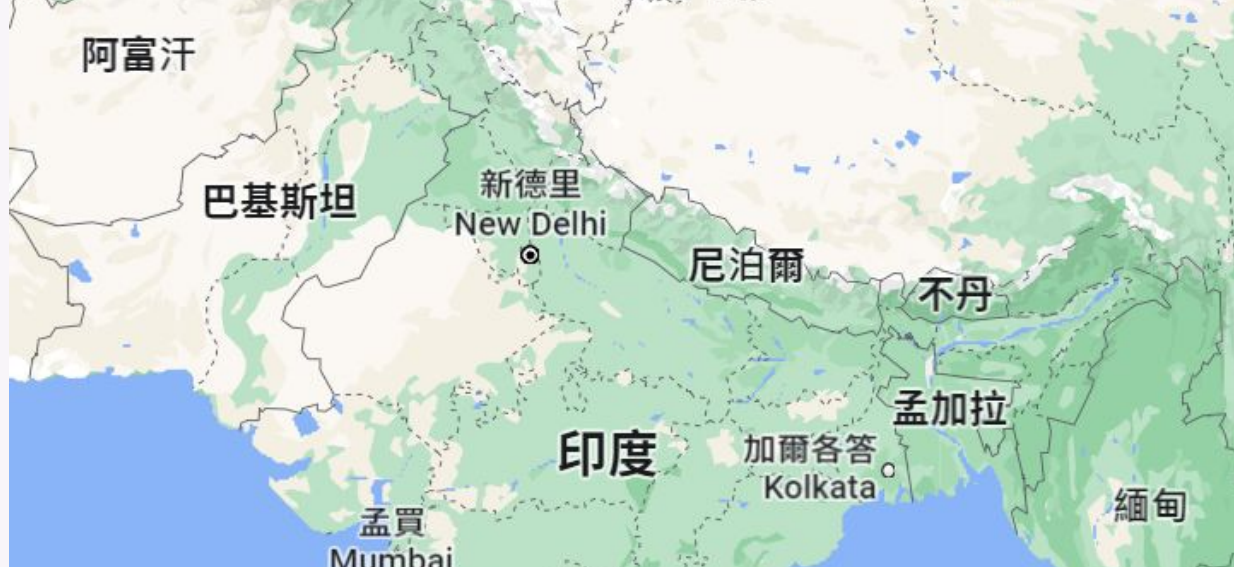 阿富汗
巴基斯坦
新德里
New Delhi
尼泊爾
不丹
孟加拉
印度
加爾各答
Kolkata
緬甸
孟買
Mumbai